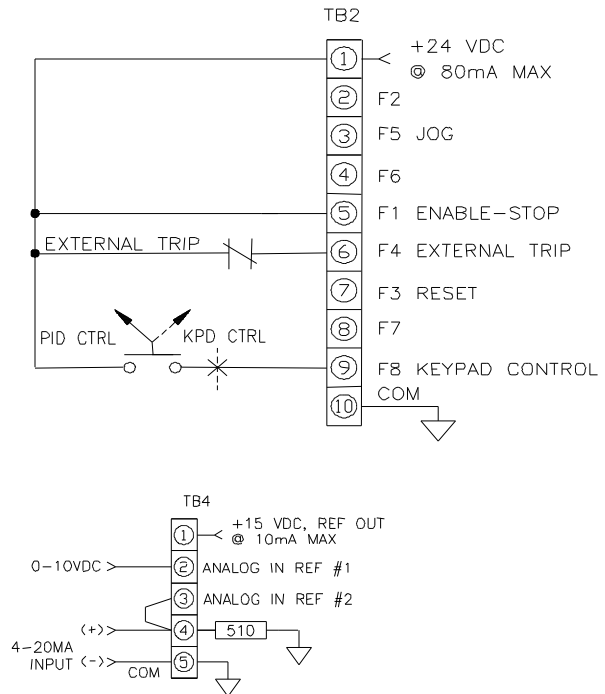 TB2
1 +24 VDC
@ 80mA MAX
2 F2
3 F5 JOG
4 F6
5 F1 ENABLE-STOP
EXTERNAL TRIP 6 F4 EXTERNAL TRIP
7 F3 RESET
8 F7
PID CTRL KPD CTRL
9 F8 KEYPAD CONTROL
10 COM
TB4
1 +15 VDC, REF OUT
@ 10mA MAX
0-10VDC 2 ANALOG IN REF #1
3 ANALOG IN REF #2
(+) 4 510
4-20MA
INPUT (-) COM 5